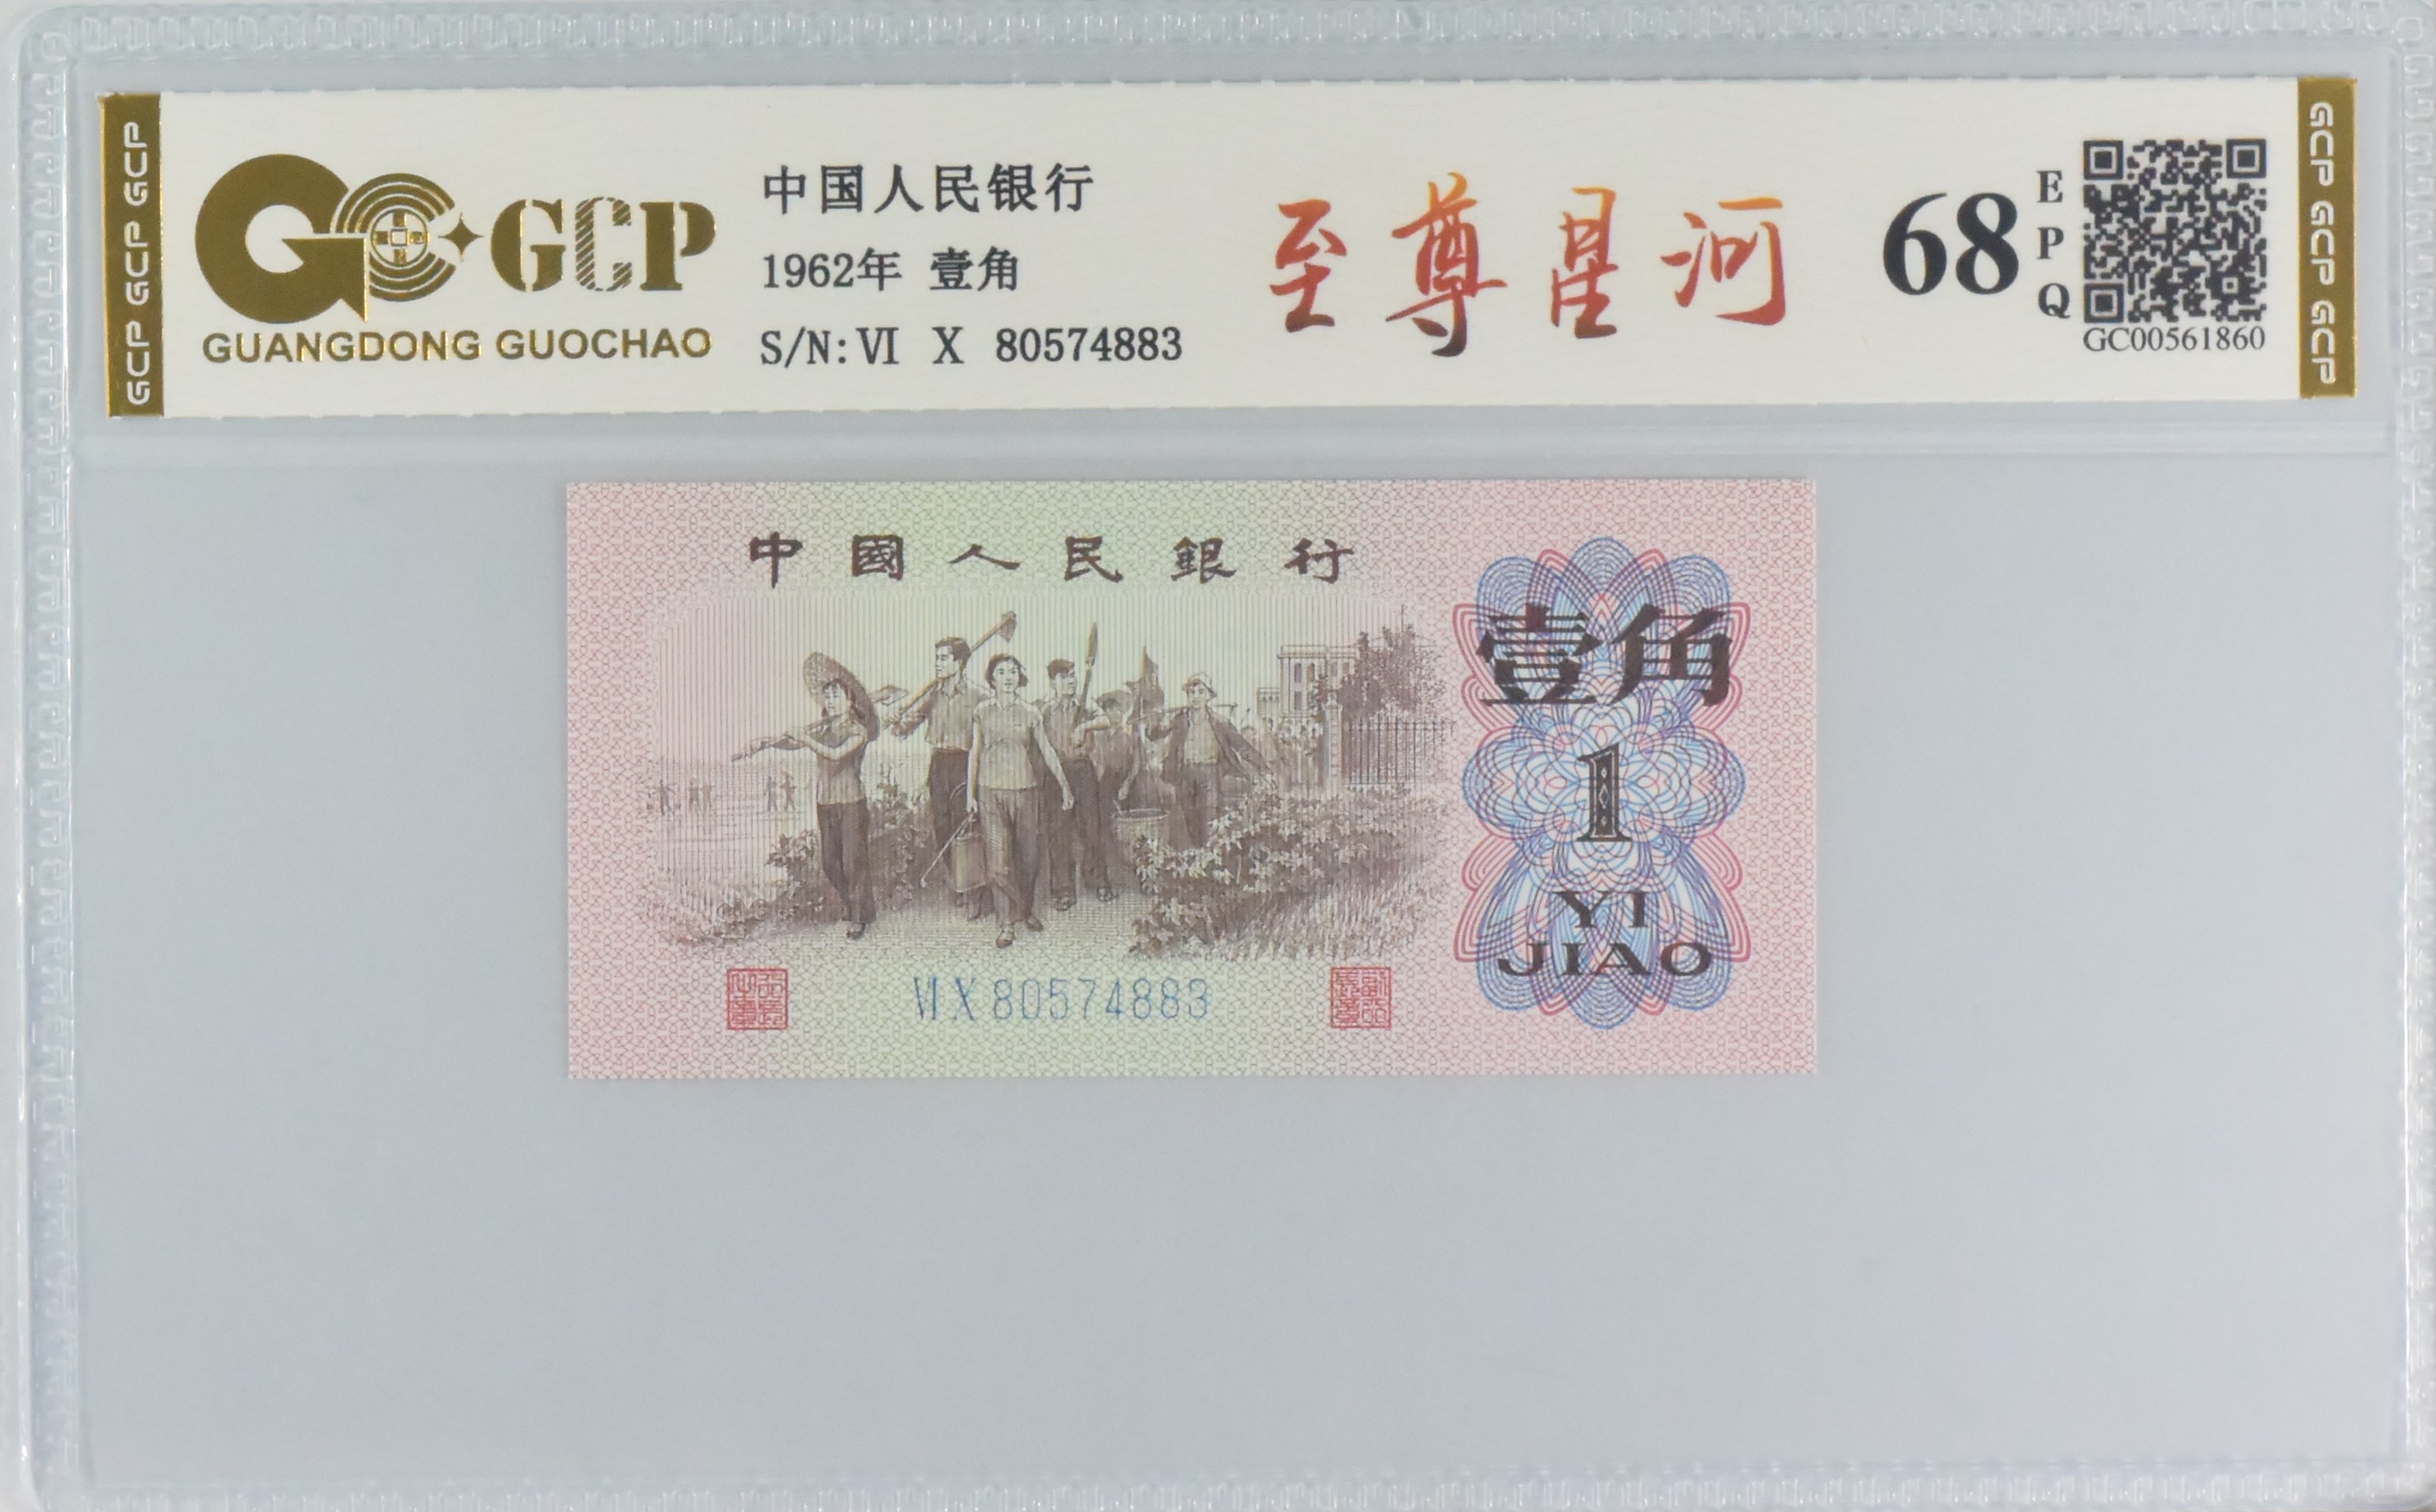 GCP GCP GCP
GCP
GUANGDONG GUOCHAO
中国人民银行
1962年 壹角
S/N: VI X 80574883
至尊星河
68
E
P
Q
GC00561860
GCP GCP GCP
中國人民銀行
壹角
1
YI
JIAO
VI X 80574883